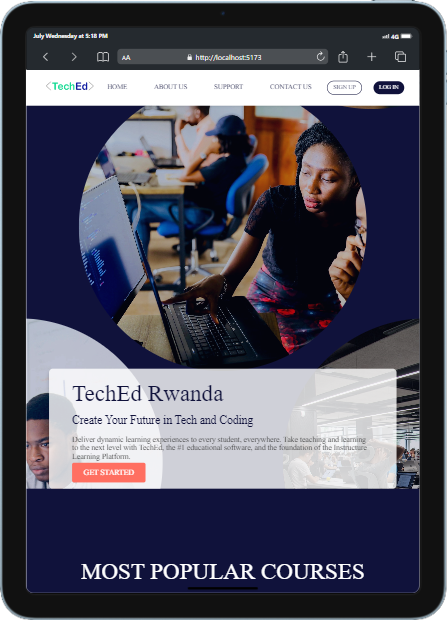 July Wednesday at 5:18 PM
4G
AA
http://localhost:5173
<TechEd>
HOME
ABOUT US
SUPPORT
CONTACT US
SIGN UP
LOG IN
TechEd Rwanda
Create Your Future in Tech and Coding
Deliver dynamic learning experiences to every student, everywhere. Take teaching and learning
to the next level with TechEd, the #1 educational software, and the foundation of the Instructure
Learning Platform.
GET STARTED
MOST POPULAR COURSES